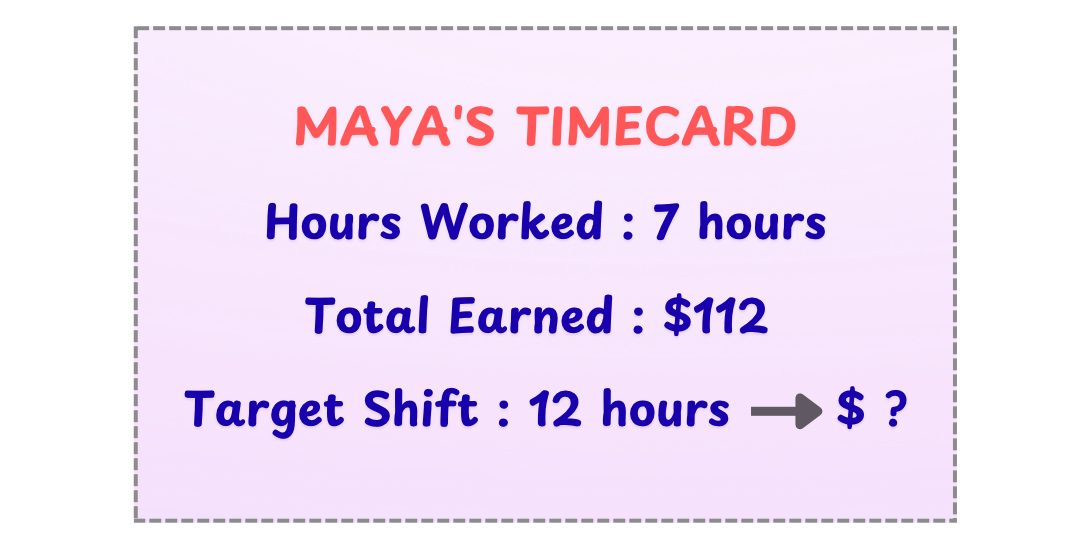 MAYA'S TIMECARD
Hours Worked : 7 hours
Total Earned : $112
Target Shift : 12 hours → $ ?